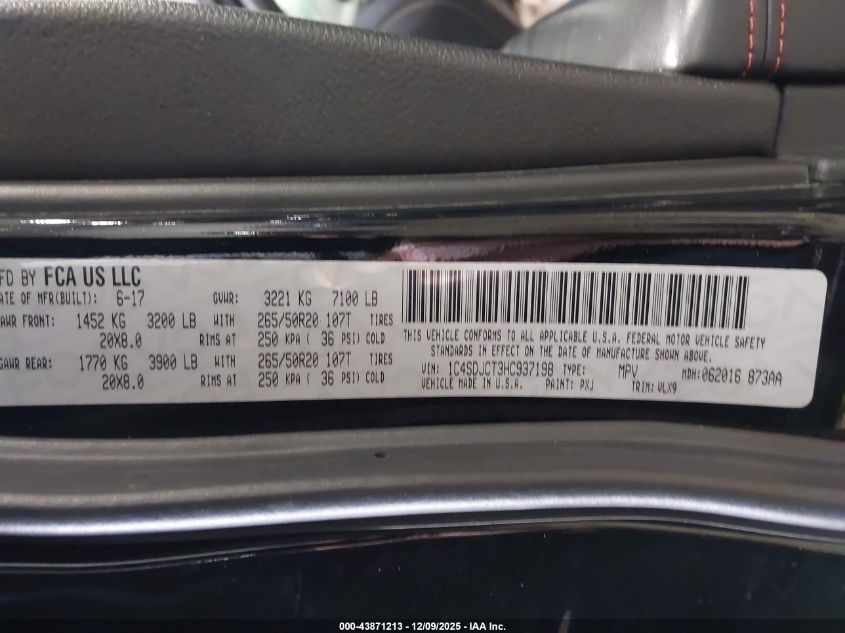 MFD BY FCA US LLC
DATE OF MFR(BUILT): 6-17 GVWR: 3221 KG 7100 LB
GAWR FRONT: 1452 KG 3200 LB WITH 265/50R20 107T TIRES
20X8.0 RIMS AT 250 KPA ( 36 PSI) COLD
GAWR REAR: 1770 KG 3900 LB WITH 265/50R20 107T TIRES
20X8.0 RIMS AT 250 KPA ( 36 PSI) COLD
THIS VEHICLE CONFORMS TO ALL APPLICABLE U.S.A. FEDERAL MOTOR VEHICLE SAFETY
STANDARDS IN EFFECT ON THE DATE OF MANUFACTURE SHOWN ABOVE.
VIN: 1C4SDJCT3HC937198 TYPE: MPV MDH: 062016 873AA
VEHICLE MADE IN U.S.A. PAINT: PXJ TRIM: VLX9
000-43871213 - 12/09/2025 - IAA Inc.